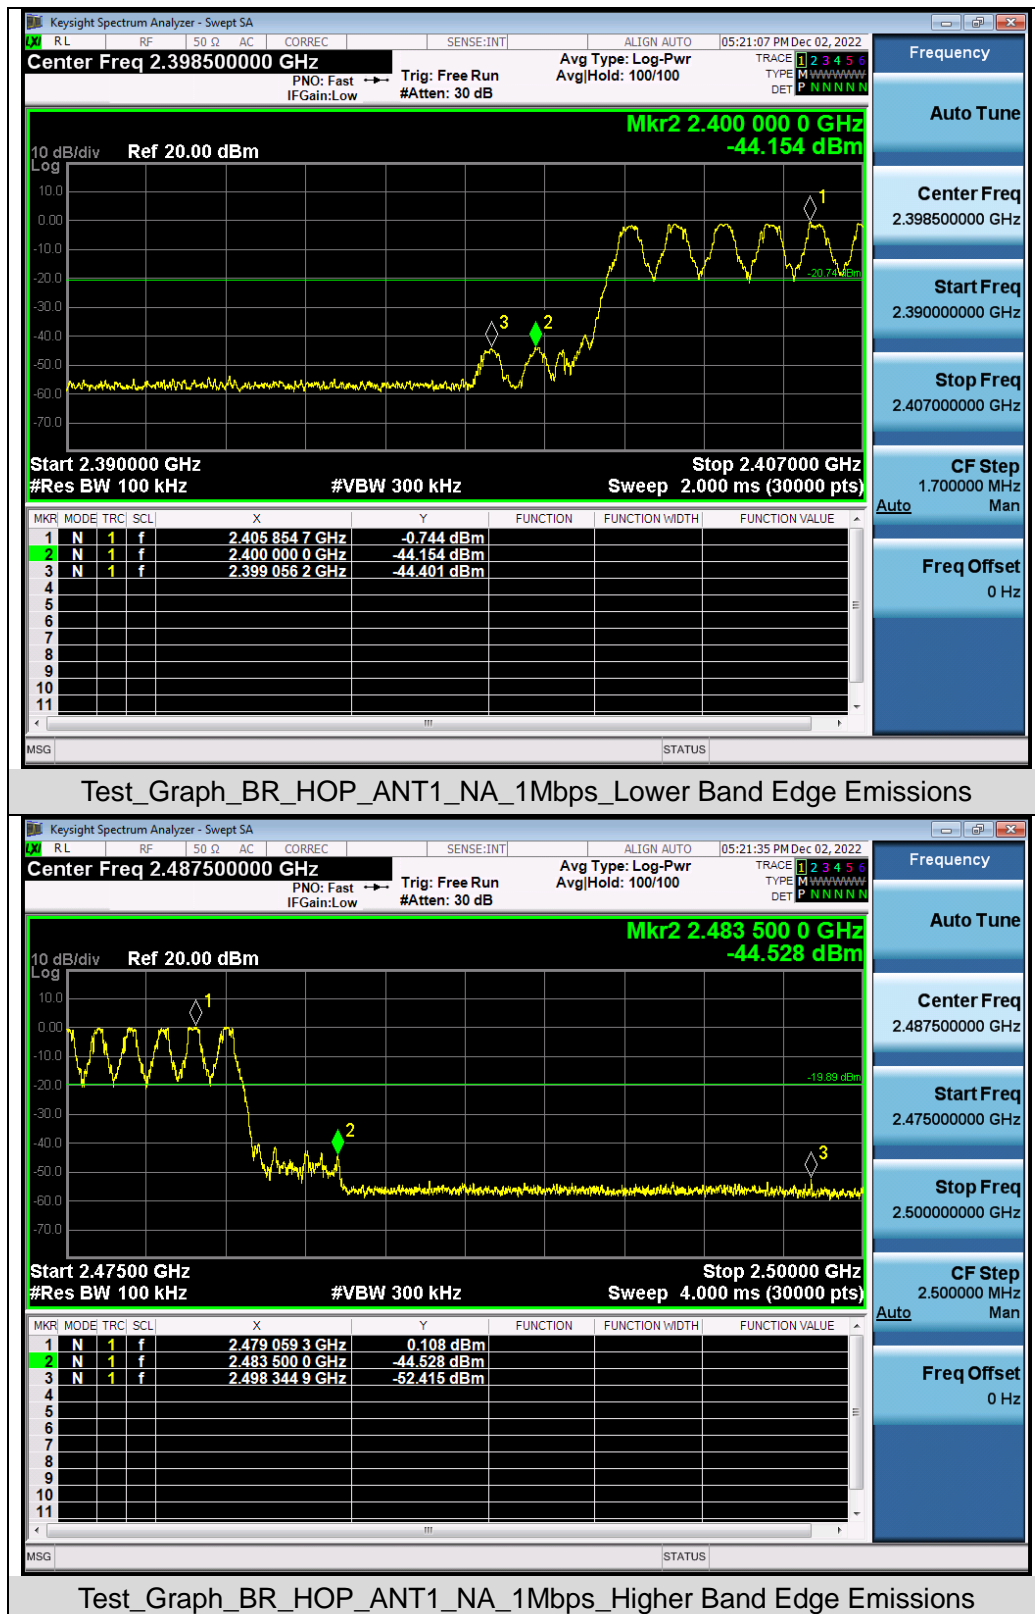 Keysight Spectrum Analyzer - Swept SA
LXI RL RF 50 Ω AC CORREC SENSE:INT ALIGN AUTO 05:21:07 PM Dec 02, 2022
Center Freq 2.398500000 GHz
PNO: Fast
IFGain:Low
Trig: Free Run
#Atten: 30 dB
Avg Type: Log-Pwr
Avg|Hold: 100/100
TRACE 1 2 3 4 5 6
TYPE M WWWWW
DET P N N N N N
Mkr2 2.400 000 0 GHz
-44.154 dBm
10 dB/div Ref 20.00 dBm
Log
10.0
0.00
-10.0
-20.0
-30.0
-40.0
-50.0
-60.0
-70.0
1
2
3
-20.74 dBm
Start 2.390000 GHz Stop 2.407000 GHz
#Res BW 100 kHz #VBW 300 kHz Sweep 2.000 ms (30000 pts)
MKR MODE TRC SCL X Y FUNCTION FUNCTION WIDTH FUNCTION VALUE
1 N 1 f 2.405 854 7 GHz -0.744 dBm
2 N 1 f 2.400 000 0 GHz -44.154 dBm
3 N 1 f 2.399 056 2 GHz -44.401 dBm
4
5
6
7
8
9
10
11
MSG STATUS
Frequency
Auto Tune
Center Freq
2.398500000 GHz
Start Freq
2.390000000 GHz
Stop Freq
2.407000000 GHz
CF Step
1.700000 MHz
Auto Man
Freq Offset
0 Hz
Test_Graph_BR_HOP_ANT1_NA_1Mbps_Lower Band Edge Emissions
Keysight Spectrum Analyzer - Swept SA
LXI RL RF 50 Ω AC CORREC SENSE:INT ALIGN AUTO 05:21:35 PM Dec 02, 2022
Center Freq 2.487500000 GHz
PNO: Fast
IFGain:Low
Trig: Free Run
#Atten: 30 dB
Avg Type: Log-Pwr
Avg|Hold: 100/100
TRACE 1 2 3 4 5 6
TYPE M WWWWW
DET P N N N N N
Mkr2 2.483 500 0 GHz
-44.528 dBm
10 dB/div Ref 20.00 dBm
Log
10.0
0.00
-10.0
-20.0
-30.0
-40.0
-50.0
-60.0
-70.0
1
2
3
-19.89 dBm
Start 2.47500 GHz Stop 2.50000 GHz
#Res BW 100 kHz #VBW 300 kHz Sweep 4.000 ms (30000 pts)
MKR MODE TRC SCL X Y FUNCTION FUNCTION WIDTH FUNCTION VALUE
1 N 1 f 2.479 059 3 GHz 0.108 dBm
2 N 1 f 2.483 500 0 GHz -44.528 dBm
3 N 1 f 2.498 344 9 GHz -52.415 dBm
4
5
6
7
8
9
10
11
MSG STATUS
Frequency
Auto Tune
Center Freq
2.487500000 GHz
Start Freq
2.475000000 GHz
Stop Freq
2.500000000 GHz
CF Step
2.500000 MHz
Auto Man
Freq Offset
0 Hz
Test_Graph_BR_HOP_ANT1_NA_1Mbps_Higher Band Edge Emissions